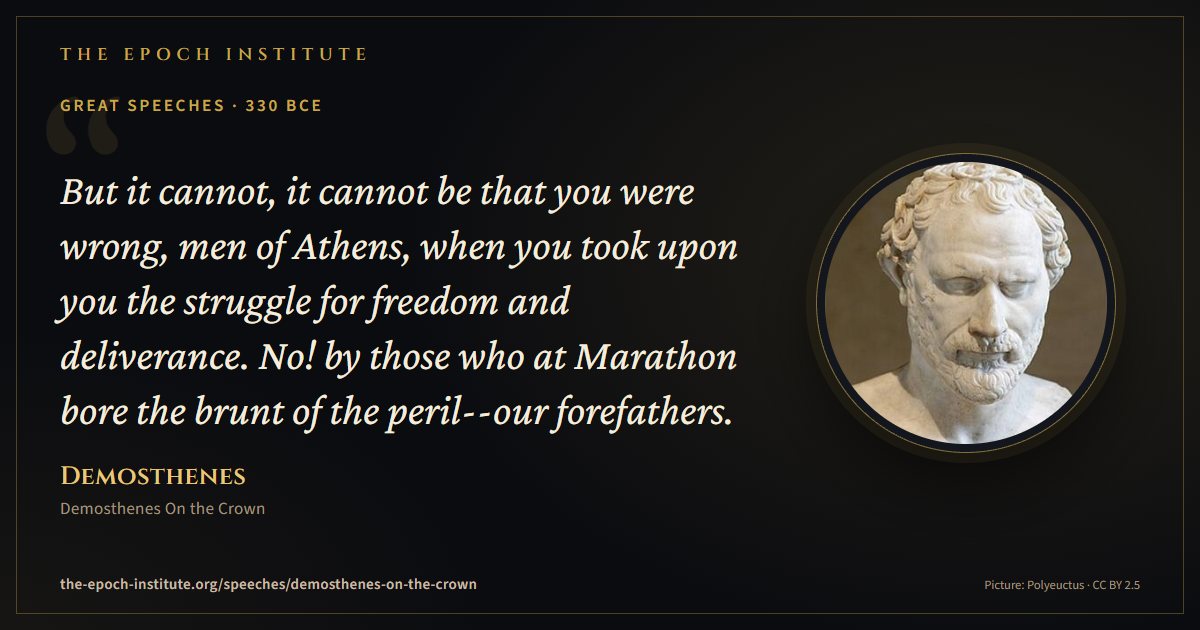 THE EPOCH INSTITUTE
GREAT SPEECHES · 330 BCE
“
But it cannot, it cannot be that you were
wrong, men of Athens, when you took upon
you the struggle for freedom and
deliverance. No! by those who at Marathon
bore the brunt of the peril--our forefathers.
Demosthenes
Demosthenes On the Crown
the-epoch-institute.org/speeches/demosthenes-on-the-crown
Picture: Polyeuctus · CC BY 2.5